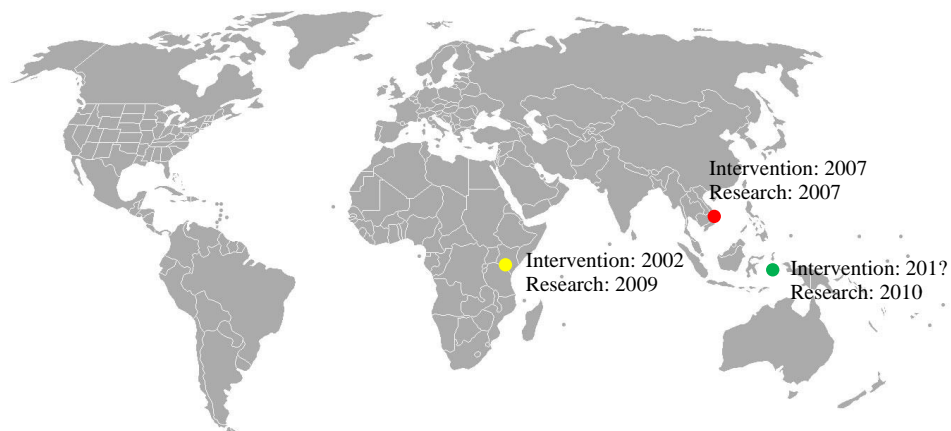 Intervention: 2007
Research: 2007
Intervention: 2002
Research: 2009
Intervention: 201?
Research: 2010